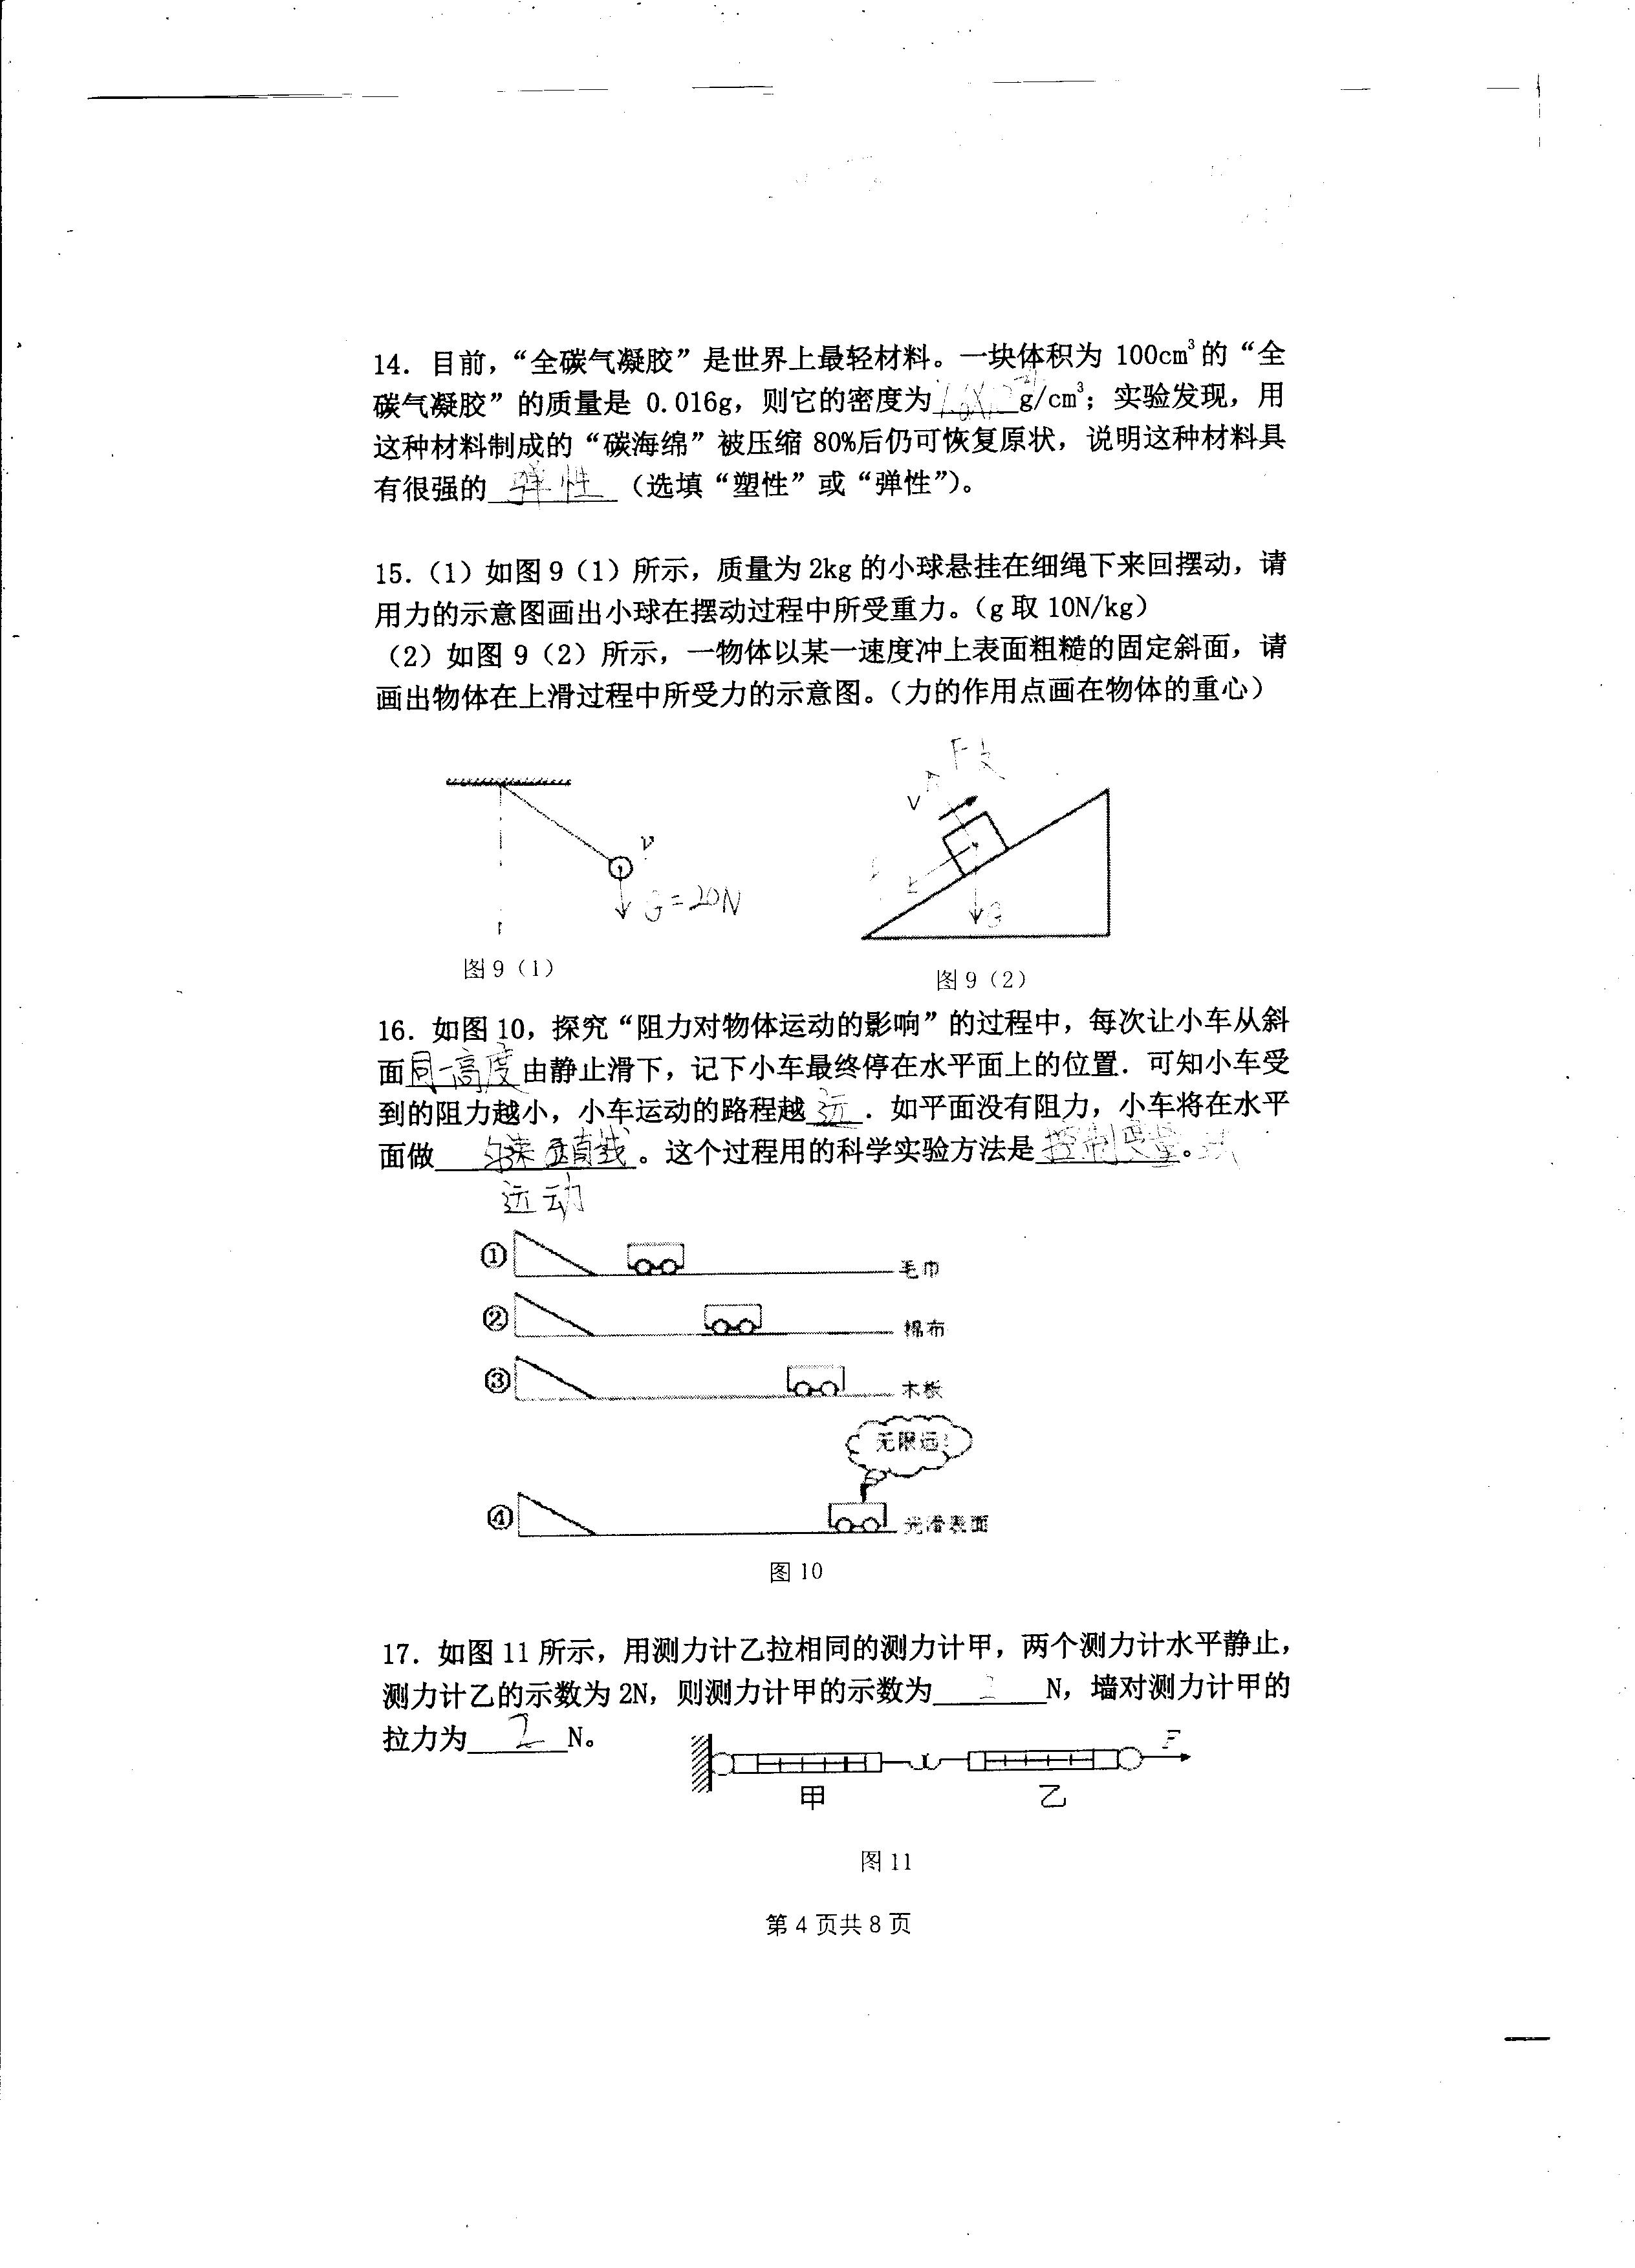 14. 目前，“全碳气凝胶”是世界上最轻材料。一块体积为 100cm³的“全
碳气凝胶”的质量是 0.016g，则它的密度为g/cm³；实验发现，用
这种材料制成的“碳海绵”被压缩 80%后仍可恢复原状，说明这种材料具
有很强的 弹性 （选填“塑性”或“弹性”）。
15.（1）如图 9（1）所示，质量为 2kg 的小球悬挂在细绳下来回摆动，请
用力的示意图画出小球在摆动过程中所受重力。（g 取 10N/kg）
（2）如图 9（2）所示，一物体以某一速度冲上表面粗糙的固定斜面，请
画出物体在上滑过程中所受力的示意图。（力的作用点画在物体的重心）
F支
v
v
G=20N
G
图 9（1）
图 9（2）
16. 如图 10，探究“阻力对物体运动的影响”的过程中，每次让小车从斜
面同一高度由静止滑下，记下小车最终停在水平面上的位置．可知小车受
到的阻力越小，小车运动的路程越 远 ．如平面没有阻力，小车将在水平
面做 匀速直线 。这个过程用的科学实验方法是 控制变量 。
运动
① 毛巾
② 棉布
③ 木板
无限远！
④ 光滑表面
图 10
17. 如图 11 所示，用测力计乙拉相同的测力计甲，两个测力计水平静止，
测力计乙的示数为 2N，则测力计甲的示数为 2 N，墙对测力计甲的
拉力为 2 N。
F
甲 乙
图 11
第 4 页共 8 页